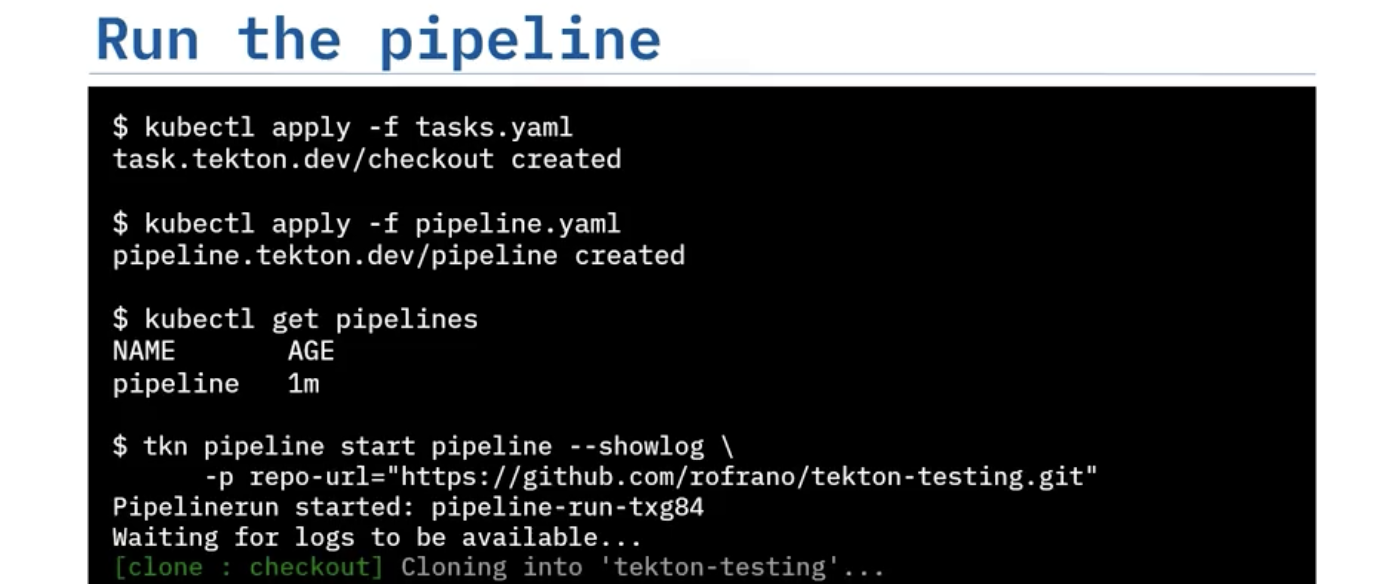 Run the pipeline
$ kubectl apply -f tasks.yaml
task.tekton.dev/checkout created
$ kubectl apply -f pipeline.yaml
pipeline.tekton.dev/pipeline created
$ kubectl get pipelines
NAME       AGE
pipeline   1m
$ tkn pipeline start pipeline --showlog \
      -p repo-url="https://github.com/rofrano/tekton-testing.git"
Pipelinerun started: pipeline-run-txg84
Waiting for logs to be available...
[clone : checkout] Cloning into 'tekton-testing'...